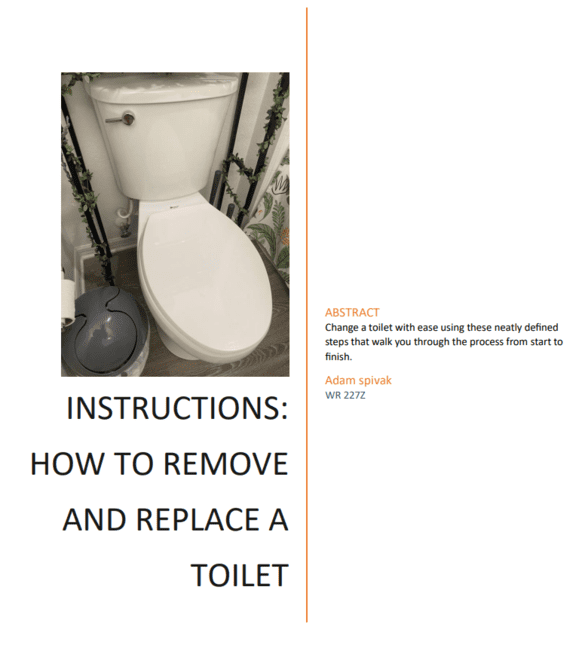 INSTRUCTIONS:
HOW TO REMOVE
AND REPLACE A
TOILET
ABSTRACT
Change a toilet with ease using these neatly defined
steps that walk you through the process from start to
finish.
Adam spivak
WR 227Z